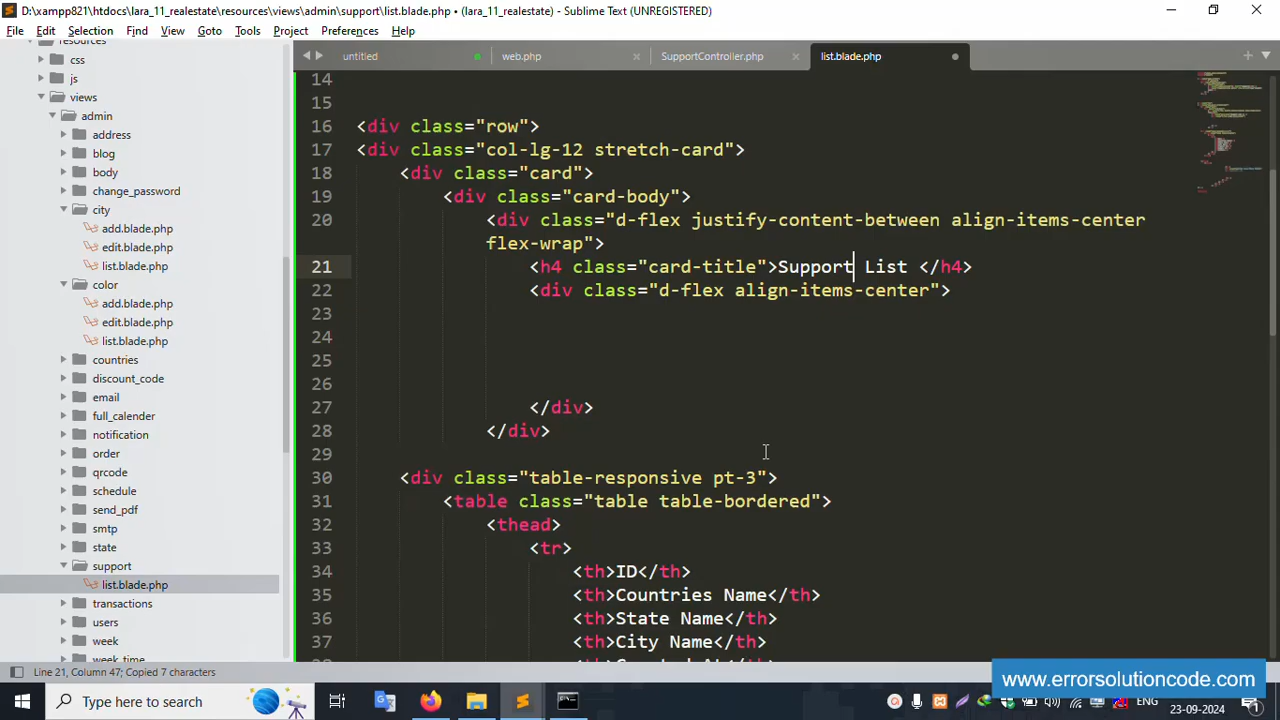 D:\xampp821\htdocs\lara_11_realestate\resources\views\admin\support\list.blade.php • (lara_11_realestate) - Sublime Text (UNREGISTERED)
File Edit Selection Find View Goto Tools Project Preferences Help
untitled web.php SupportController.php list.blade.php
resources
css
js
views
admin
address
blog
body
change_password
city
add.blade.php
edit.blade.php
list.blade.php
color
add.blade.php
edit.blade.php
list.blade.php
countries
discount_code
email
full_calender
notification
order
qrcode
schedule
send_pdf
smtp
state
support
list.blade.php
transactions
users
week
week_time
14
15
16 <div class="row">
17 <div class="col-lg-12 stretch-card">
18 <div class="card">
19 <div class="card-body">
20 <div class="d-flex justify-content-between align-items-center
flex-wrap">
21 <h4 class="card-title">Support List </h4>
22 <div class="d-flex align-items-center">
23
24
25
26
27 </div>
28 </div>
29
30 <div class="table-responsive pt-3">
31 <table class="table table-bordered">
32 <thead>
33 <tr>
34 <th>ID</th>
35 <th>Countries Name</th>
36 <th>State Name</th>
37 <th>City Name</th>
38 <th>Created At</th>
Line 21, Column 47; Copied 7 characters
www.errorsolutioncode.com
Type here to search
ENG
23-09-2024